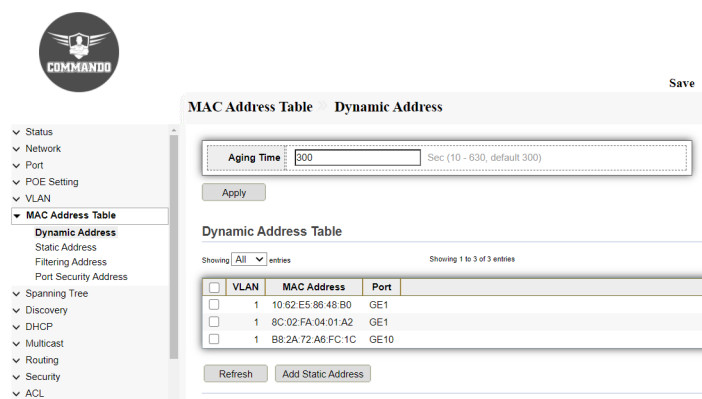 COMMANDO
Save
MAC Address Table » Dynamic Address
Status
Network
Port
POE Setting
VLAN
MAC Address Table
Dynamic Address
Static Address
Filtering Address
Port Security Address
Spanning Tree
Discovery
DHCP
Multicast
Routing
Security
ACL
Aging Time 300 Sec (10 - 630, default 300)
Apply
Dynamic Address Table
Showing All entries Showing 1 to 3 of 3 entries
VLAN MAC Address Port
1 10:62:E5:86:48:B0 GE1
1 8C:02:FA:04:01:A2 GE1
1 B8:2A:72:A6:FC:1C GE10
Refresh Add Static Address